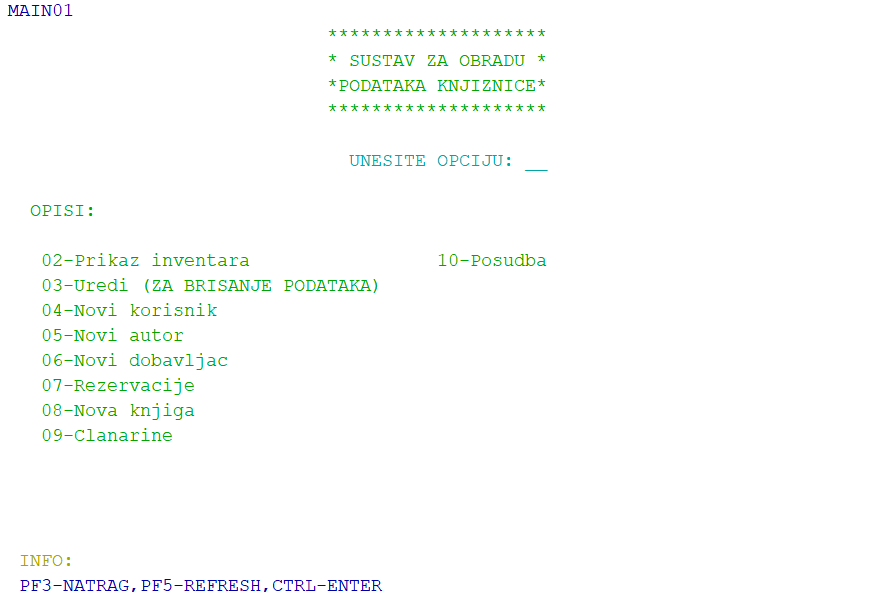 MAIN01
********************
* SUSTAV ZA OBRADU *
*PODATAKA KNJIZNICE*
********************
UNESITE OPCIJU: __
OPISI:
02-Prikaz inventara 10-Posudba
03-Uredi (ZA BRISANJE PODATAKA)
04-Novi korisnik
05-Novi autor
06-Novi dobavljac
07-Rezervacije
08-Nova knjiga
09-Clanarine
INFO:
PF3-NATRAG,PF5-REFRESH,CTRL-ENTER